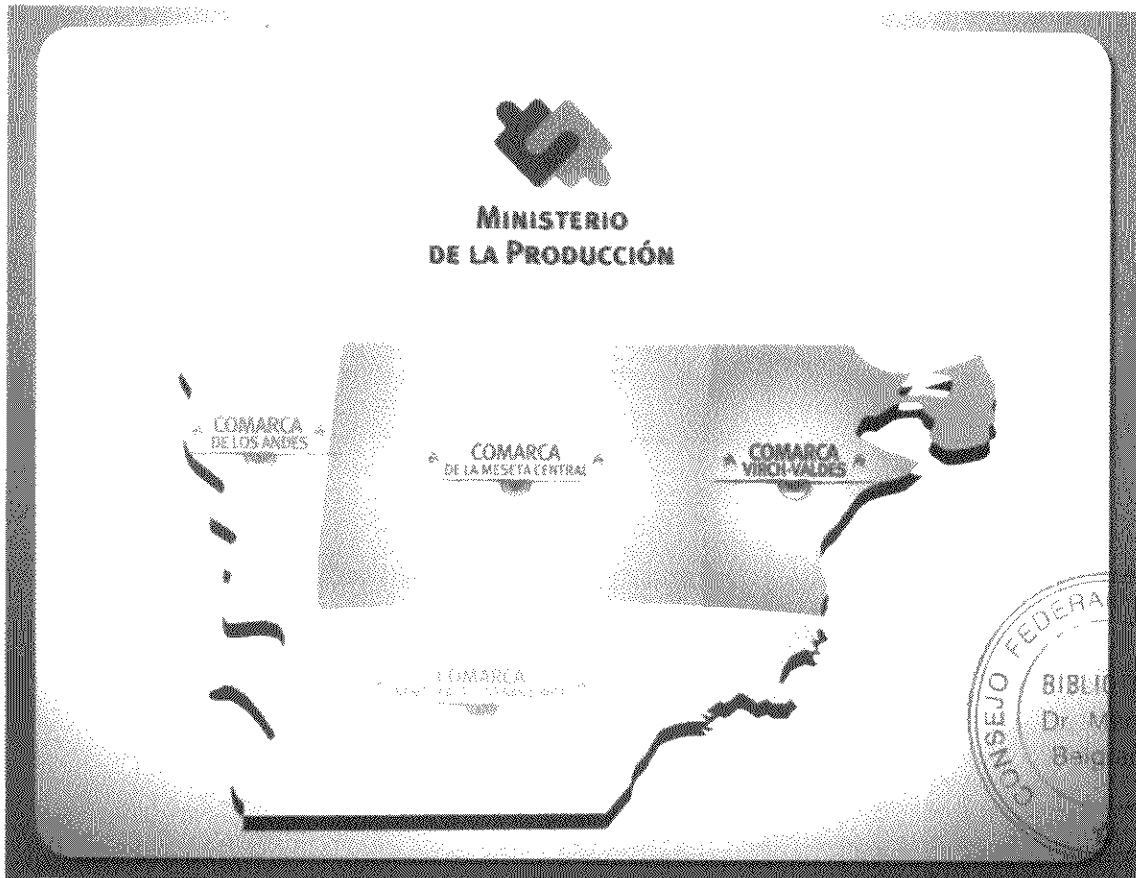 MINISTERIO
DE LA PRODUCCIÓN
COMARCA
DE LOS ANDES
COMARCA
DE LA MESETA CENTRAL
COMARCA
VIRCH-VALDES
COMARCA
CONSEJO FEDERA
BIBLIO
Dr. M